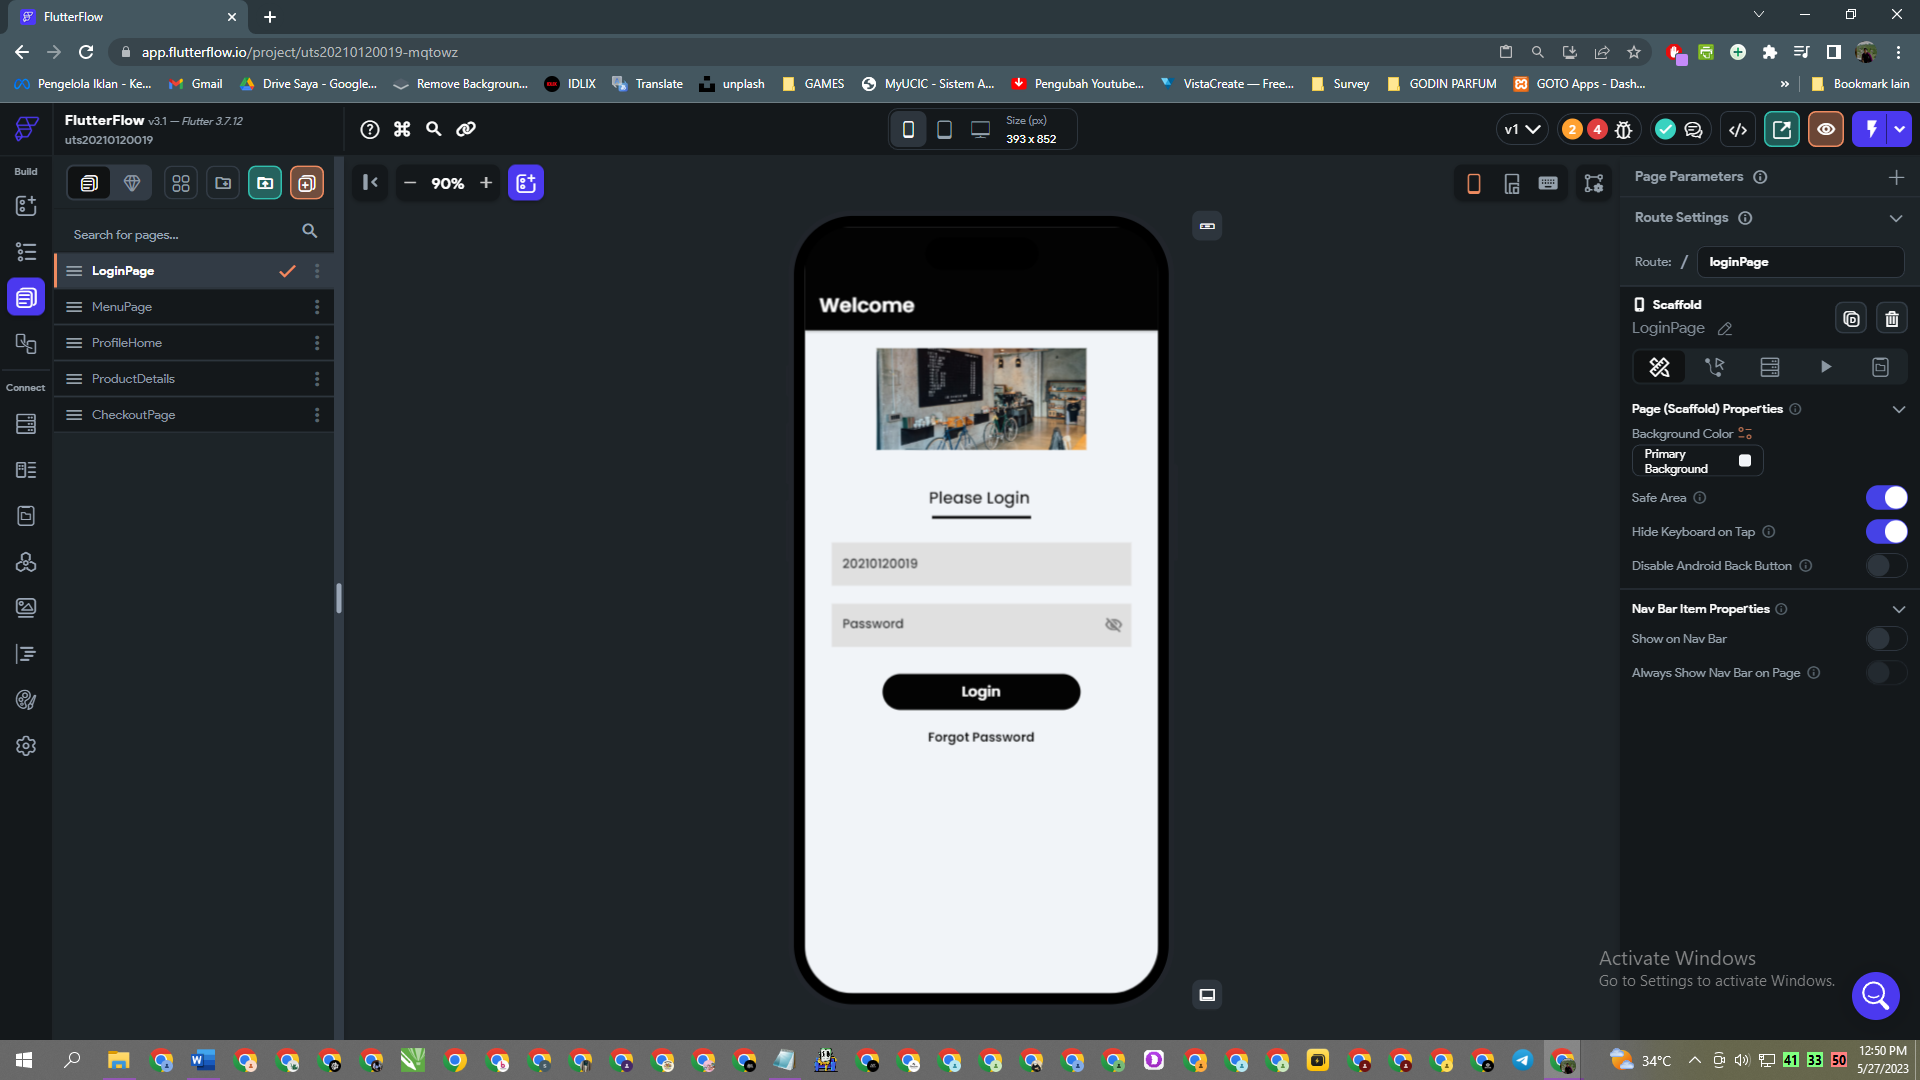 FlutterFlow
app.flutterflow.io/project/uts20210120019-mqtowz
Pengelola Iklan - Ke...
Gmail
Drive Saya - Google...
Remove Backgroun...
IDLIX
Translate
unplash
GAMES
MyUCIC - Sistem A...
Pengubah Youtube...
VistaCreate — Free...
Survey
GODIN PARFUM
GOTO Apps - Dash...
»
Bookmark lain
FlutterFlow v3.1 — Flutter 3.7.12
uts20210120019
Size (px)
393 x 852
v1
2
4
Build
90%
Page Parameters
Search for pages...
Route Settings
Route: / loginPage
LoginPage
MenuPage
ProfileHome
ProductDetails
CheckoutPage
Connect
Welcome
Please Login
20210120019
Password
Login
Forgot Password
Scaffold
LoginPage
Page (Scaffold) Properties
Background Color
Primary
Background
Safe Area
Hide Keyboard on Tap
Disable Android Back Button
Nav Bar Item Properties
Show on Nav Bar
Always Show Nav Bar on Page
Activate Windows
Go to Settings to activate Windows.
34°C
41
33
50
12:50 PM
5/27/2023